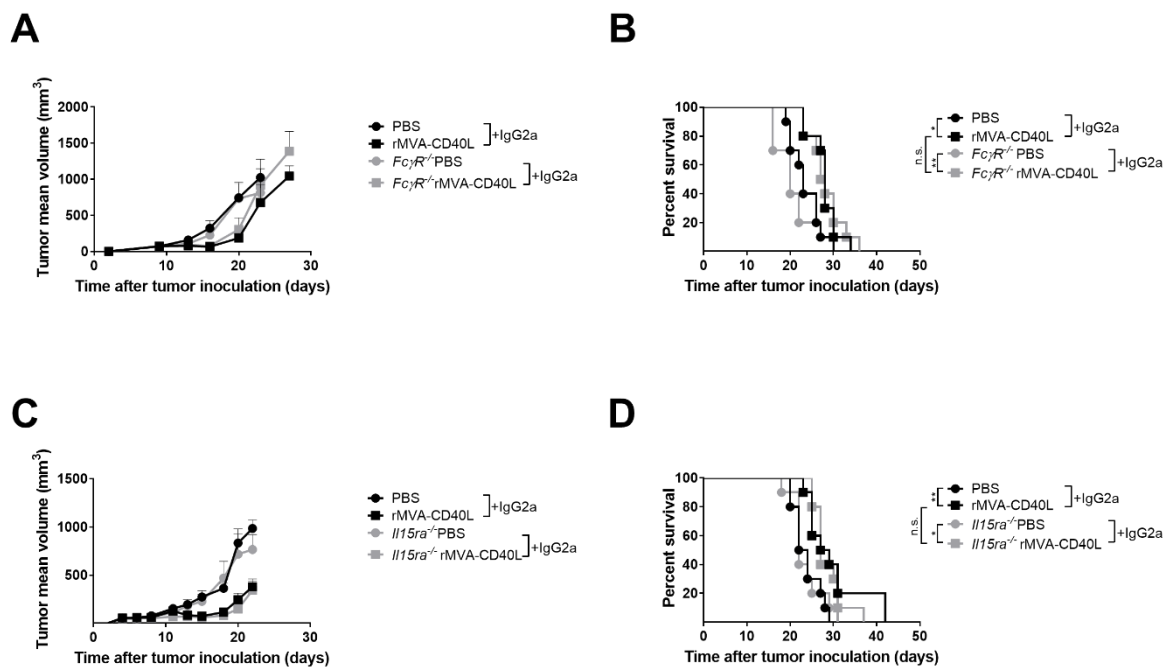 A
Tumor mean volume (mm3)
2000
1500
1000
500
0
0
10
20
30
Time after tumor inoculation (days)
PBS
rMVA-CD40L
+IgG2a
FcγR-/-PBS
FcγR-/-rMVA-CD40L
+IgG2a
B
Percent survival
100
80
60
40
20
0
10
20
30
40
50
Time after tumor inoculation (days)
n.s.
*
**
PBS
rMVA-CD40L
+IgG2a
FcγR-/- PBS
FcγR-/- rMVA-CD40L
+IgG2a
C
Tumor mean volume (mm3)
1500
1000
500
0
10
20
30
Time after tumor inoculation (days)
PBS
rMVA-CD40L
+IgG2a
Il15ra-/-PBS
Il15ra-/- rMVA-CD40L
+IgG2a
D
Percent survival
100
80
60
40
20
0
10
20
30
40
50
Time after tumor inoculation (days)
n.s.
**
*
PBS
rMVA-CD40L
+IgG2a
Il15ra-/-PBS
Il15ra-/- rMVA-CD40L
+IgG2a